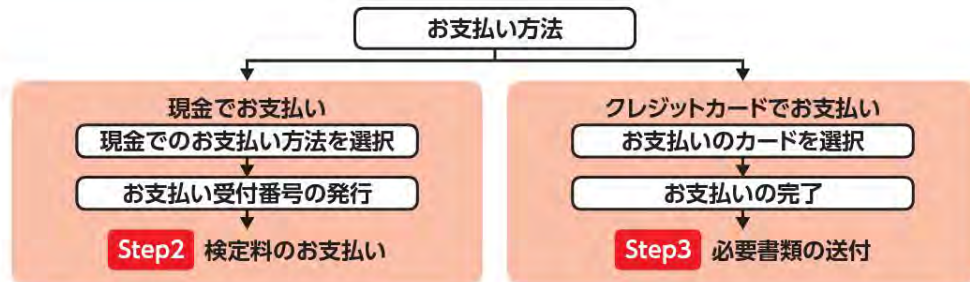 お支払い方法
現金でお支払い
現金でのお支払い方法を選択
お支払い受付番号の発行
Step2 検定料のお支払い
クレジットカードでお支払い
お支払いのカードを選択
お支払いの完了
Step3 必要書類の送付